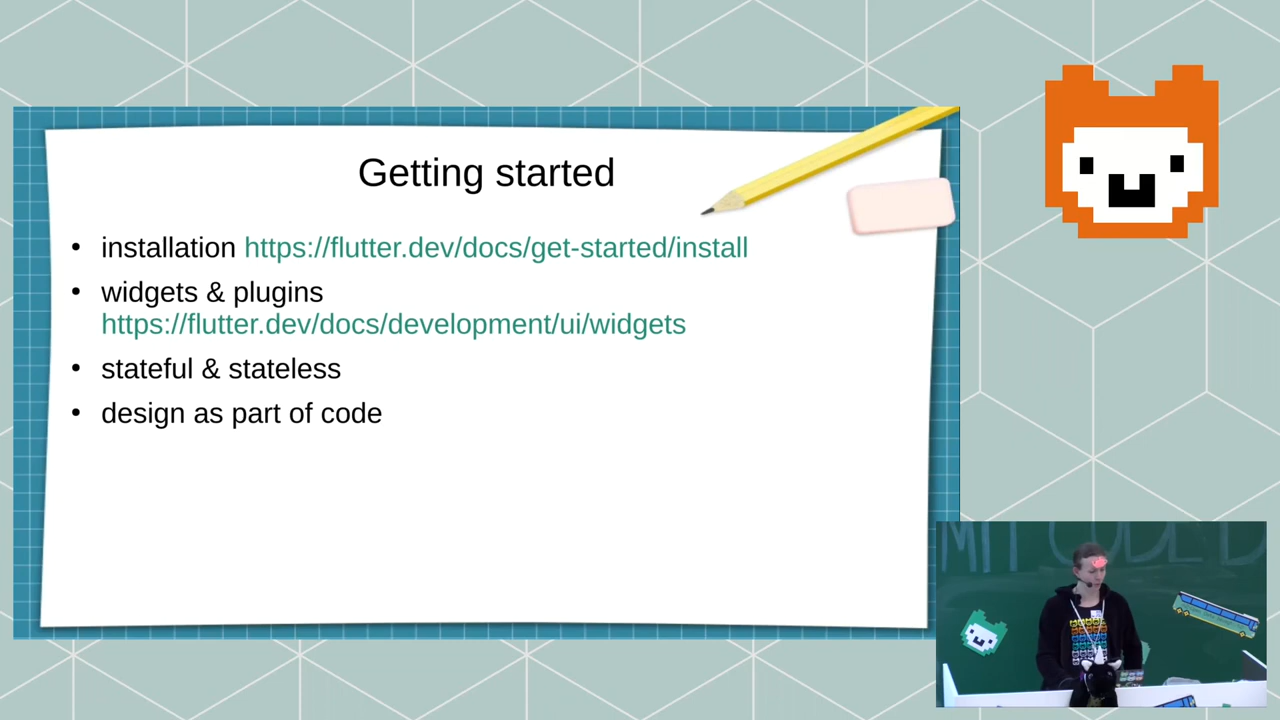 Getting started
• installation https://flutter.dev/docs/get-started/install
• widgets & plugins
https://flutter.dev/docs/development/ui/widgets
• stateful & stateless
• design as part of code